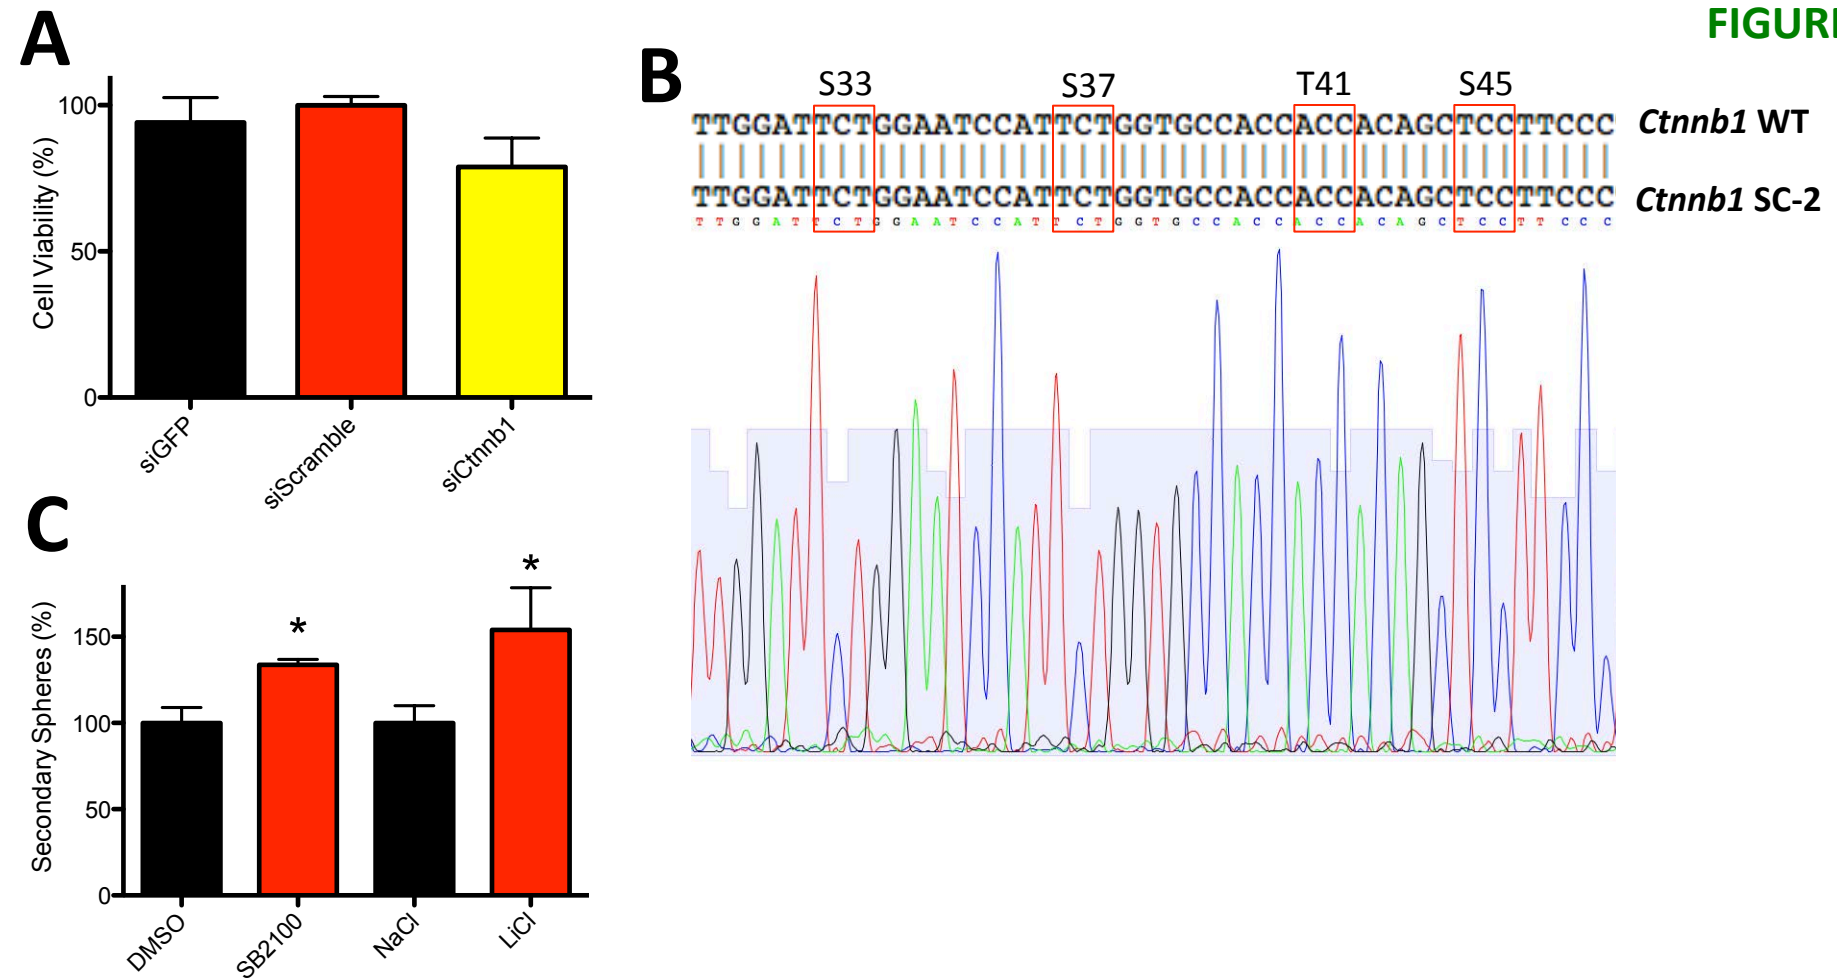 FIGURE
A
100
50
0
Cell Viability (%)
siGFP
siScramble
siCtnnb1
B
S33 S37 T41 S45
TTGGATTCTGGAATCCATTCTGGTGCCACCACCACAGCTCCTTCCC Ctnnb1 WT
TTGGATTCTGGAATCCATTCTGGTGCCACCACCACAGCTCCTTCCC Ctnnb1 SC-2
T T G G A T T C T G G A A T C C A T T C T G G T G C C A C C A C C A C A G C T C C T T C C C
C
150
100
50
0
Secondary Spheres (%)
* *
DMSO
SB2100
NaCl
LiCl